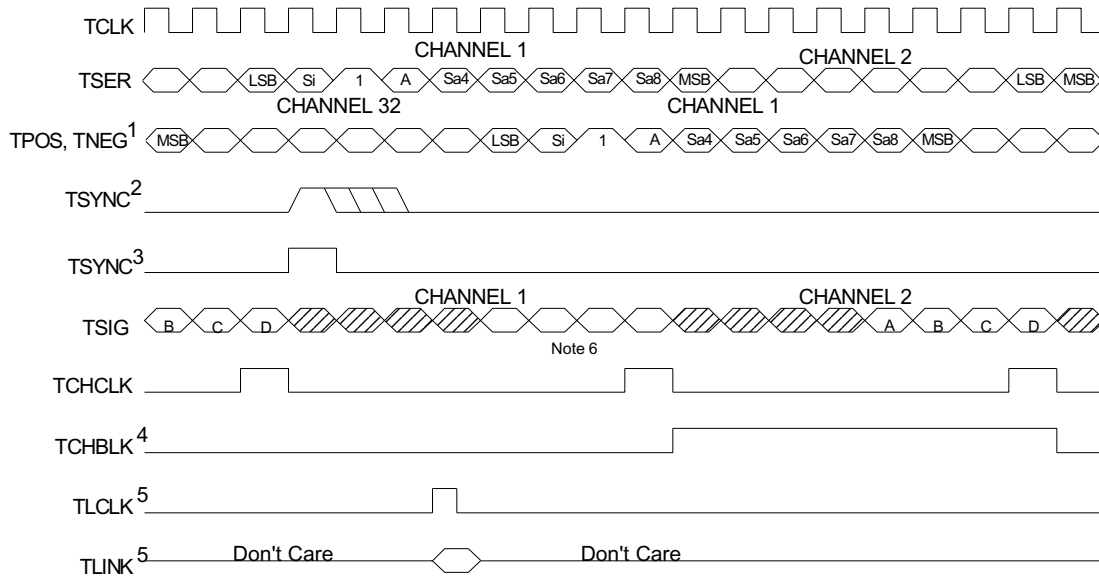 TCLK
CHANNEL 1
CHANNEL 2
TSER LSB Si 1 A Sa4 Sa5 Sa6 Sa7 Sa8 MSB LSB MSB
CHANNEL 32 CHANNEL 1
TPOS, TNEG1 MSB LSB Si 1 A Sa4 Sa5 Sa6 Sa7 Sa8 MSB
TSYNC2
TSYNC3
CHANNEL 1 CHANNEL 2
TSIG B C D A B C D
Note 6
TCHCLK
TCHBLK4
TLCLK5
TLINK5 Don't Care Don't Care